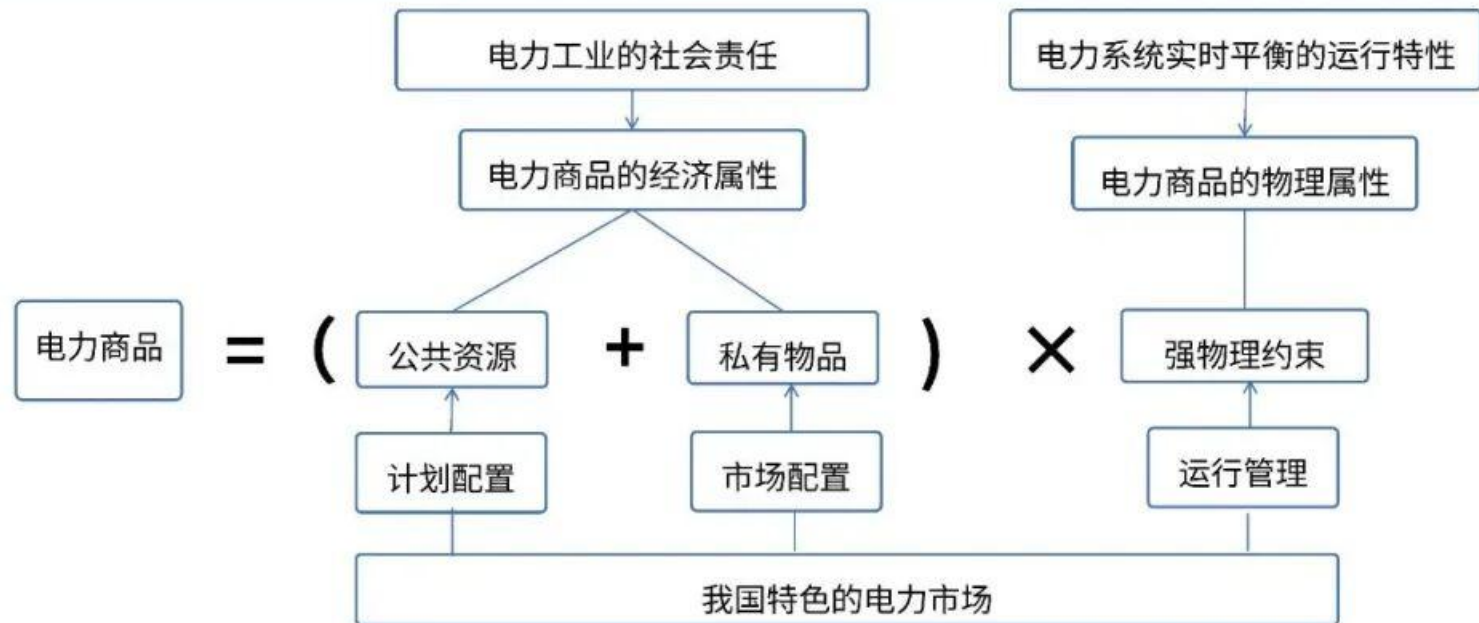 电力工业的社会责任
电力系统实时平衡的运行特性
电力商品的经济属性
电力商品的物理属性
电力商品 = ( 公共资源 + 私有物品 ) × 强物理约束
计划配置
市场配置
运行管理
我国特色的电力市场